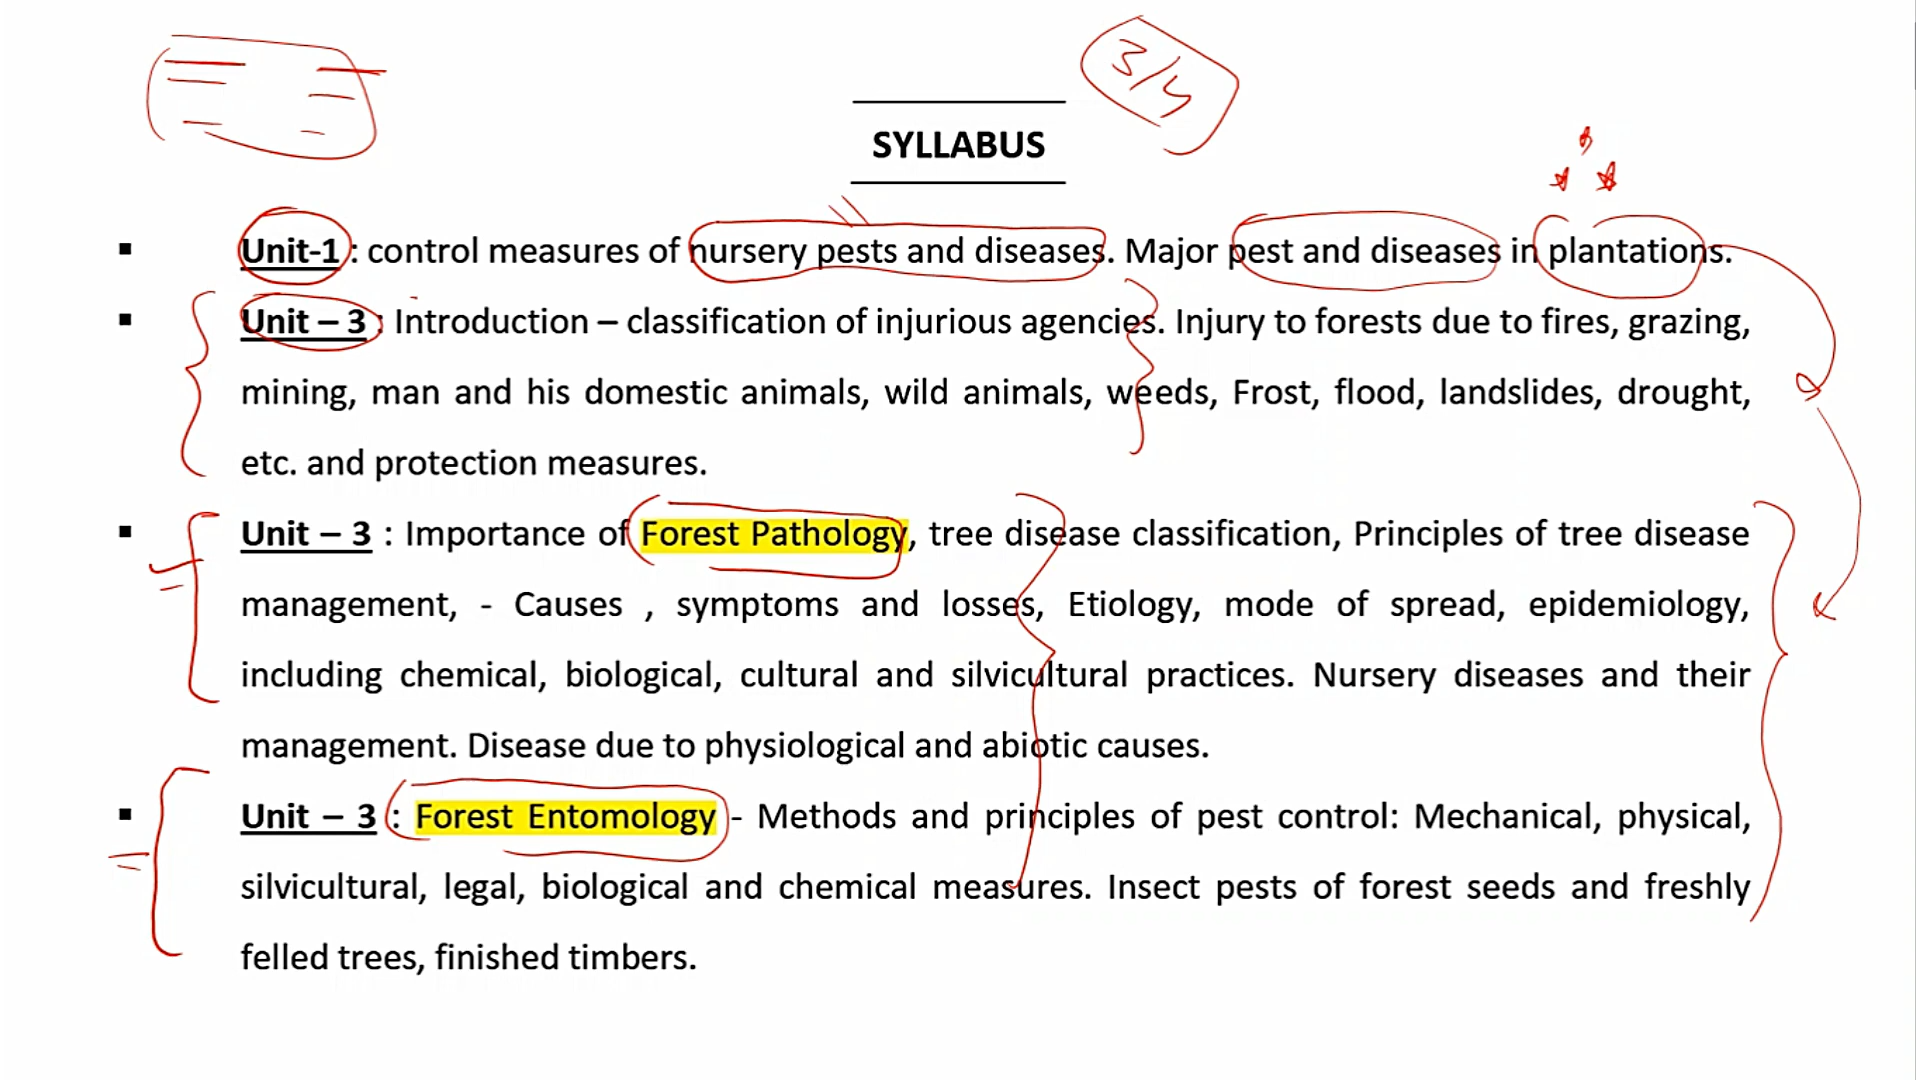 3/4
SYLLABUS
▪ Unit-1 : control measures of nursery pests and diseases. Major pest and diseases in plantations.
▪ Unit – 3 : Introduction – classification of injurious agencies. Injury to forests due to fires, grazing,
mining, man and his domestic animals, wild animals, weeds, Frost, flood, landslides, drought,
etc. and protection measures.
▪ Unit – 3 : Importance of Forest Pathology, tree disease classification, Principles of tree disease
management, - Causes , symptoms and losses, Etiology, mode of spread, epidemiology,
including chemical, biological, cultural and silvicultural practices. Nursery diseases and their
management. Disease due to physiological and abiotic causes.
▪ Unit – 3 : Forest Entomology - Methods and principles of pest control: Mechanical, physical,
silvicultural, legal, biological and chemical measures. Insect pests of forest seeds and freshly
felled trees, finished timbers.